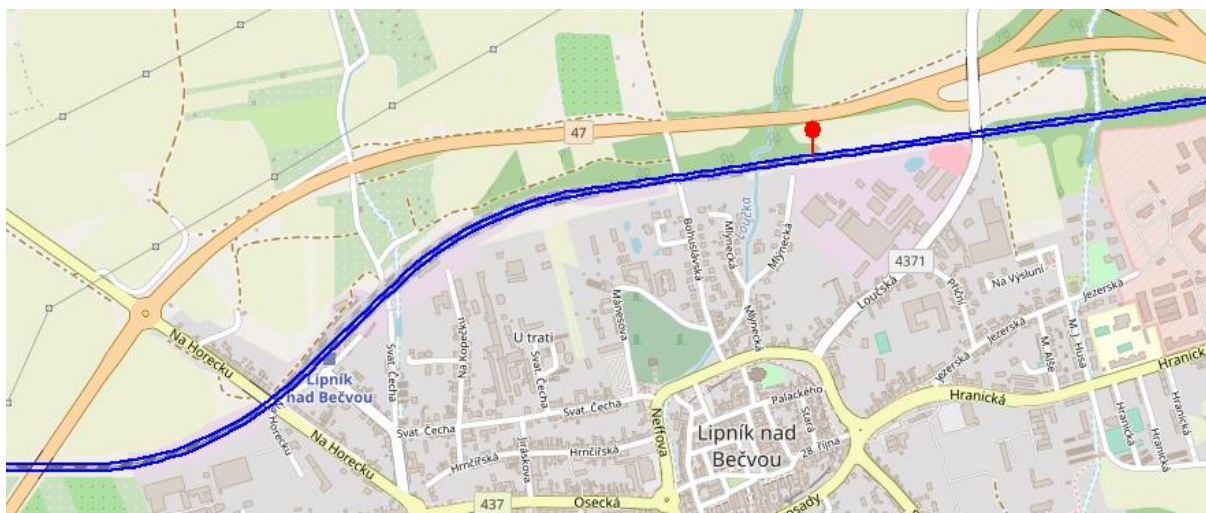 47
Loučka
Bohuslávská
Mlýnecká
Mlýnecká
4371
Na Výsluní
Příční
Loučská
Jezerská
Mánesova
Na Horecku
Na Kopečku
U trati
Svat. Čecha
Svat. Čecha
Mlýnecká
Jezerská
M. J. Husa
M. Alše
Jezerská
Hranická
Lipník
nad Bečvou
Palackého
Hranická
Na Horecku
Svat. Čecha
Neffova
Stará
Na Horecku
Svat. Čecha
Lipník nad
Bečvou
28. října
Hranická
Hranická
Jiráskova
Hrnčířská
Hrnčířská
437
Osecká